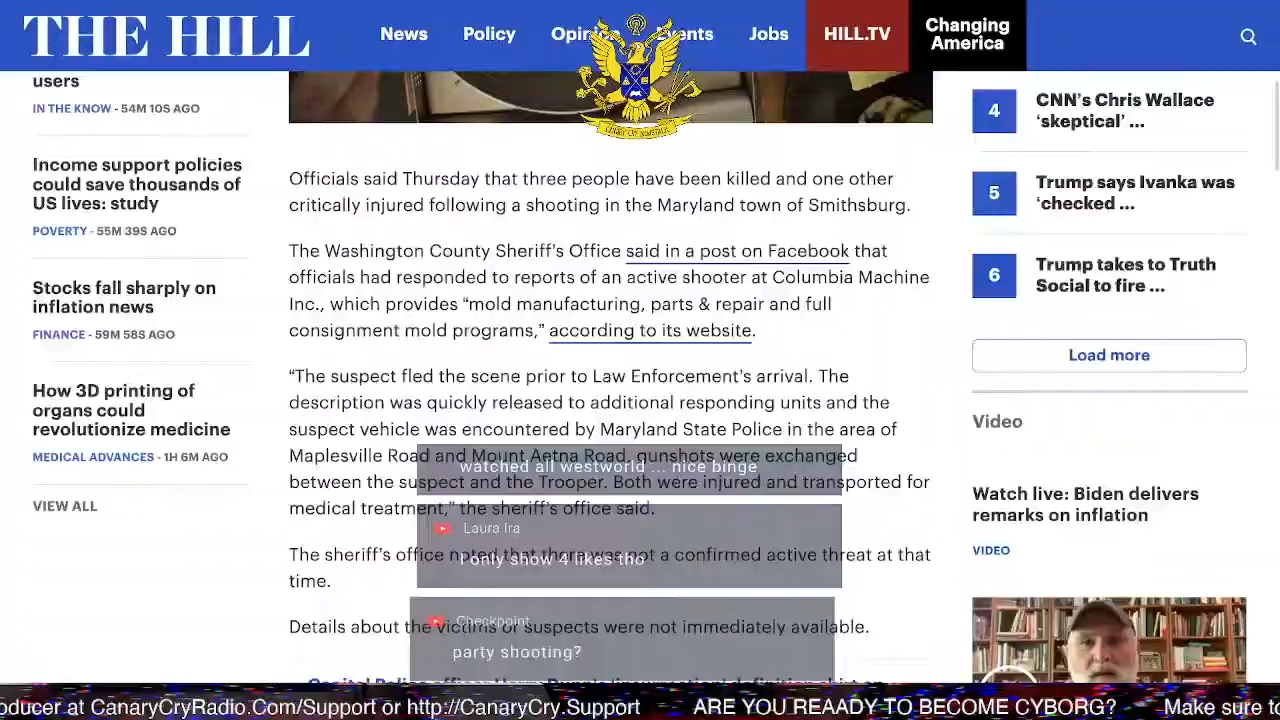 THE HILL
News Policy Opinion Events Jobs HILL.TV Changing
America
users
IN THE KNOW - 54M 10S AGO
Income support policies
could save thousands of
US lives: study
POVERTY - 55M 39S AGO
Stocks fall sharply on
inflation news
FINANCE - 59M 58S AGO
How 3D printing of
organs could
revolutionize medicine
MEDICAL ADVANCES - 1H 6M AGO
VIEW ALL
Officials said Thursday that three people have been killed and one other
critically injured following a shooting in the Maryland town of Smithsburg.
The Washington County Sheriff’s Office said in a post on Facebook that
officials had responded to reports of an active shooter at Columbia Machine
Inc., which provides “mold manufacturing, parts & repair and full
consignment mold programs,” according to its website.
“The suspect fled the scene prior to Law Enforcement’s arrival. The
description was quickly released to additional responding units and the
suspect vehicle was encountered by Maryland State Police in the area of
Maplesville Road and Mount Aetna Road, gunshots were exchanged
between the suspect and the Trooper. Both were injured and transported for
medical treatment,” the sheriff’s office said.
The sheriff’s office noted that there was not a confirmed active threat at that
time.
Details about the victims or suspects were not immediately available.
watched all westworld ... nice binge
Laura Ira
I only show 4 likes tho
Checkpoint
party shooting?
4 CNN’s Chris Wallace
‘skeptical’ ...
5 Trump says Ivanka was
‘checked ...
6 Trump takes to Truth
Social to fire ...
Load more
Video
Watch live: Biden delivers
remarks on inflation
VIDEO
oducer at CanaryCryRadio.Com/Support or http://CanaryCry.Support ARE YOU REAADY TO BECOME CYBORG? Make sure to